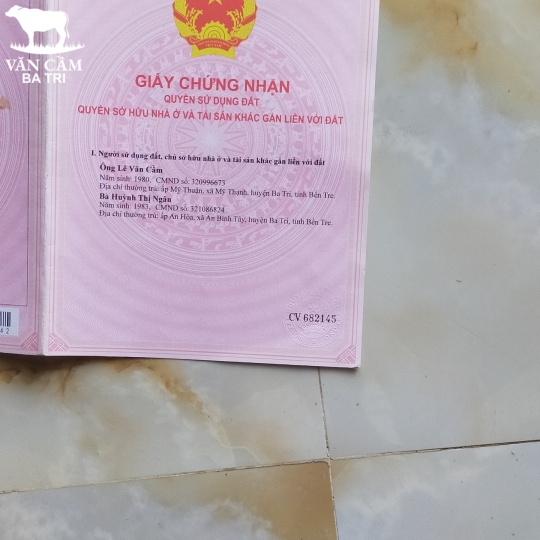 VĂN CẦM
BA TRI
GIẤY CHỨNG NHẬN
QUYỀN SỬ DỤNG ĐẤT
QUYỀN SỞ HỮU NHÀ Ở VÀ TÀI SẢN KHÁC GẮN LIỀN VỚI ĐẤT
I. Người sử dụng đất, chủ sở hữu nhà ở và tài sản khác gắn liền với đất
Ông Lê Văn Cầm
Năm sinh: 1980, CMND số: 320996673
Địa chỉ thường trú: ấp Mỹ Thuân, xã Mỹ Thạnh, huyện Ba Tri, tỉnh Bến Tre.
Bà Huỳnh Thị Ngân
Năm sinh: 1983, CMND số: 321086824
Địa chỉ thường trú: ấp An Hòa, xã An Bình Tây, huyện Ba Tri, tỉnh Bến Tre.
CV 682145